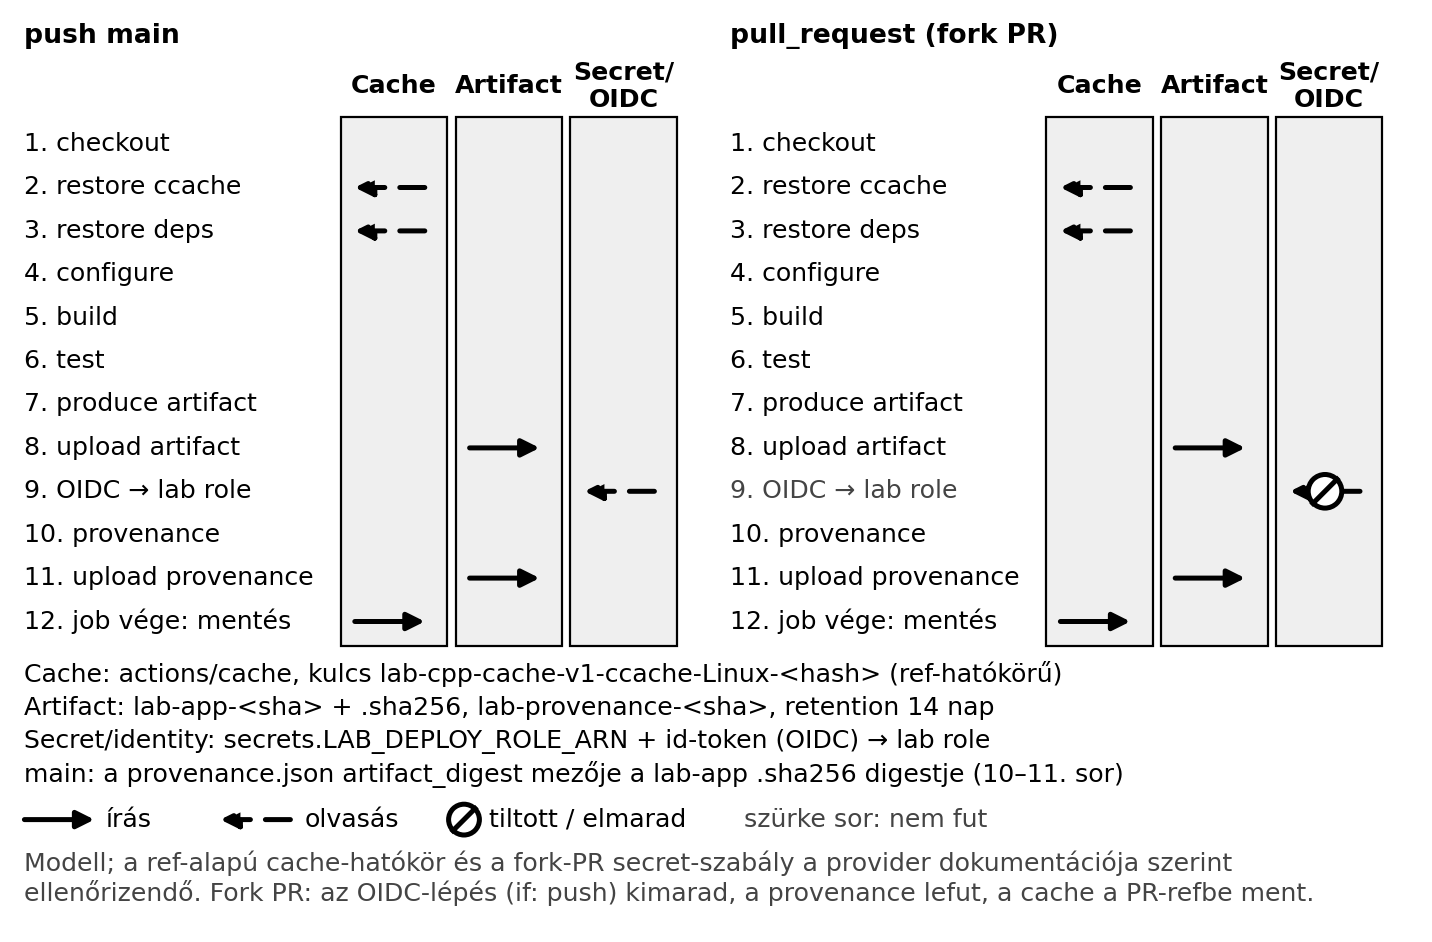 push main
Cache Artifact Secret/
OIDC
1. checkout
2. restore ccache
3. restore deps
4. configure
5. build
6. test
7. produce artifact
8. upload artifact
9. OIDC → lab role
10. provenance
11. upload provenance
12. job vége: mentés
pull_request (fork PR)
Cache Artifact Secret/
OIDC
1. checkout
2. restore ccache
3. restore deps
4. configure
5. build
6. test
7. produce artifact
8. upload artifact
9. OIDC → lab role
10. provenance
11. upload provenance
12. job vége: mentés
Cache: actions/cache, kulcs lab-cpp-cache-v1-ccache-Linux-<hash> (ref-hatókörű)
Artifact: lab-app-<sha> + .sha256, lab-provenance-<sha>, retention 14 nap
Secret/identity: secrets.LAB_DEPLOY_ROLE_ARN + id-token (OIDC) → lab role
main: a provenance.json artifact_digest mezője a lab-app .sha256 digestje (10–11. sor)
írás olvasás tiltott / elmarad szürke sor: nem fut
Modell; a ref-alapú cache-hatókör és a fork-PR secret-szabály a provider dokumentációja szerint
ellenőrizendő. Fork PR: az OIDC-lépés (if: push) kimarad, a provenance lefut, a cache a PR-refbe ment.